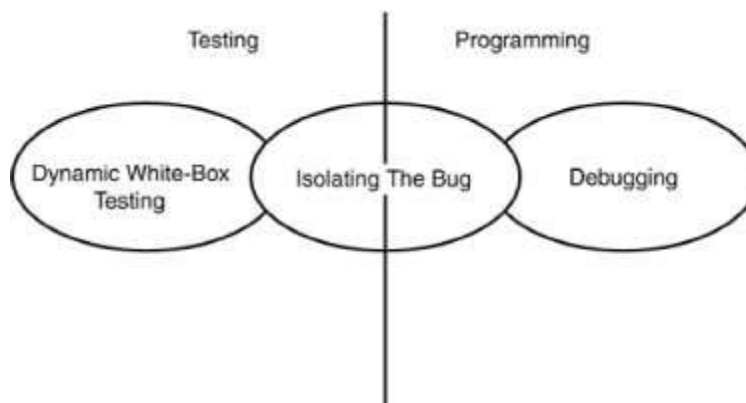 Testing
Programming
Dynamic White-Box
Testing
Isolating The Bug
Debugging